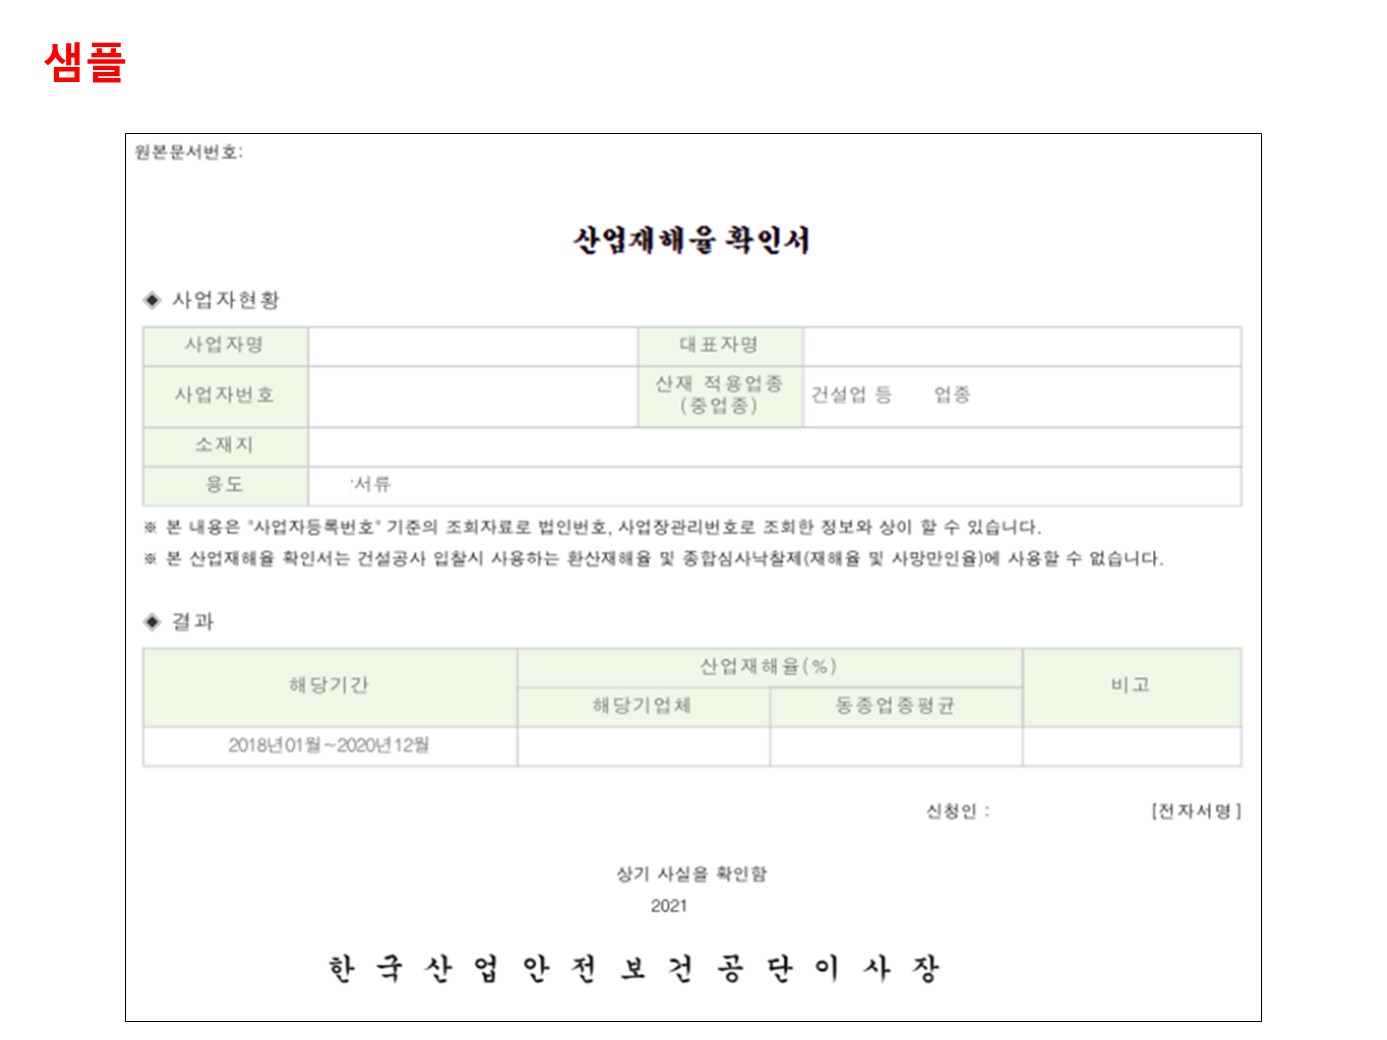 샘플
원본문서번호:
산업재해율 확인서
◈ 사업자현황
사업자명 대표자명
사업자번호 산재 적용업종 (중업종) 건설업 등 업종
소재지
용도 서류
※ 본 내용은 "사업자등록번호" 기준의 조회자료로 법인번호, 사업장관리번호로 조회한 정보와 상이 할 수 있습니다.
※ 본 산업재해율 확인서는 건설공사 입찰시 사용하는 환산재해율 및 종합심사낙찰제(재해율 및 사망만인율)에 사용할 수 없습니다.
◈ 결과
해당기간 산업재해율(%) 비고
해당기업체 동종업종평균
2018년01월~2020년12월
신청인 : [전자서명]
상기 사실을 확인함
2021
한국산업안전보건공단이사장